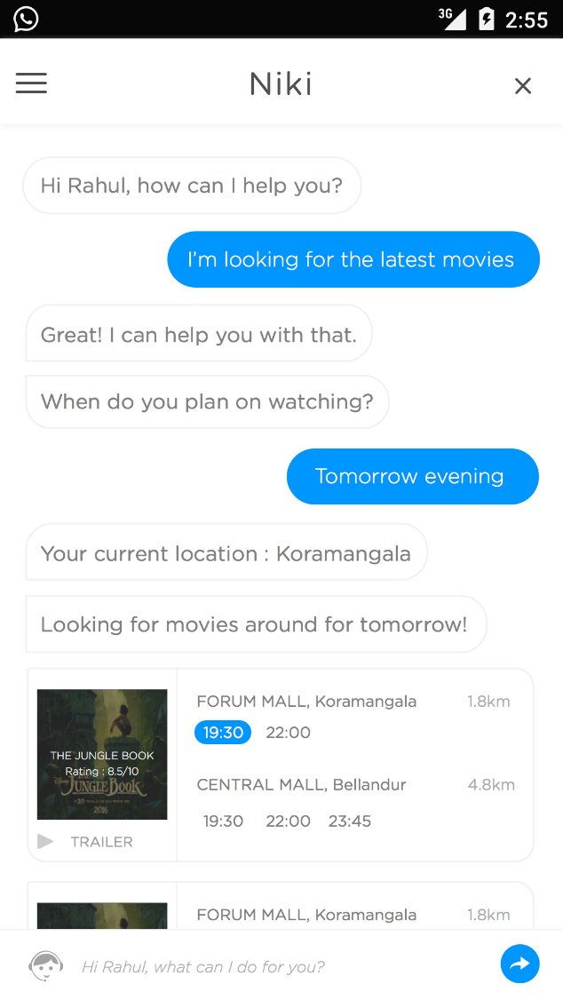 3G 2:55
Niki
Hi Rahul, how can I help you?
I'm looking for the latest movies
Great! I can help you with that.
When do you plan on watching?
Tomorrow evening
Your current location : Koramangala
Looking for movies around for tomorrow!
FORUM MALL, Koramangala 1.8km
19:30 22:00
THE JUNGLE BOOK
Rating : 8.5/10
JUNGLE BOOK
2016
TRAILER
CENTRAL MALL, Bellandur 4.8km
19:30 22:00 23:45
FORUM MALL, Koramangala 1.8km
Hi Rahul, what can I do for you?